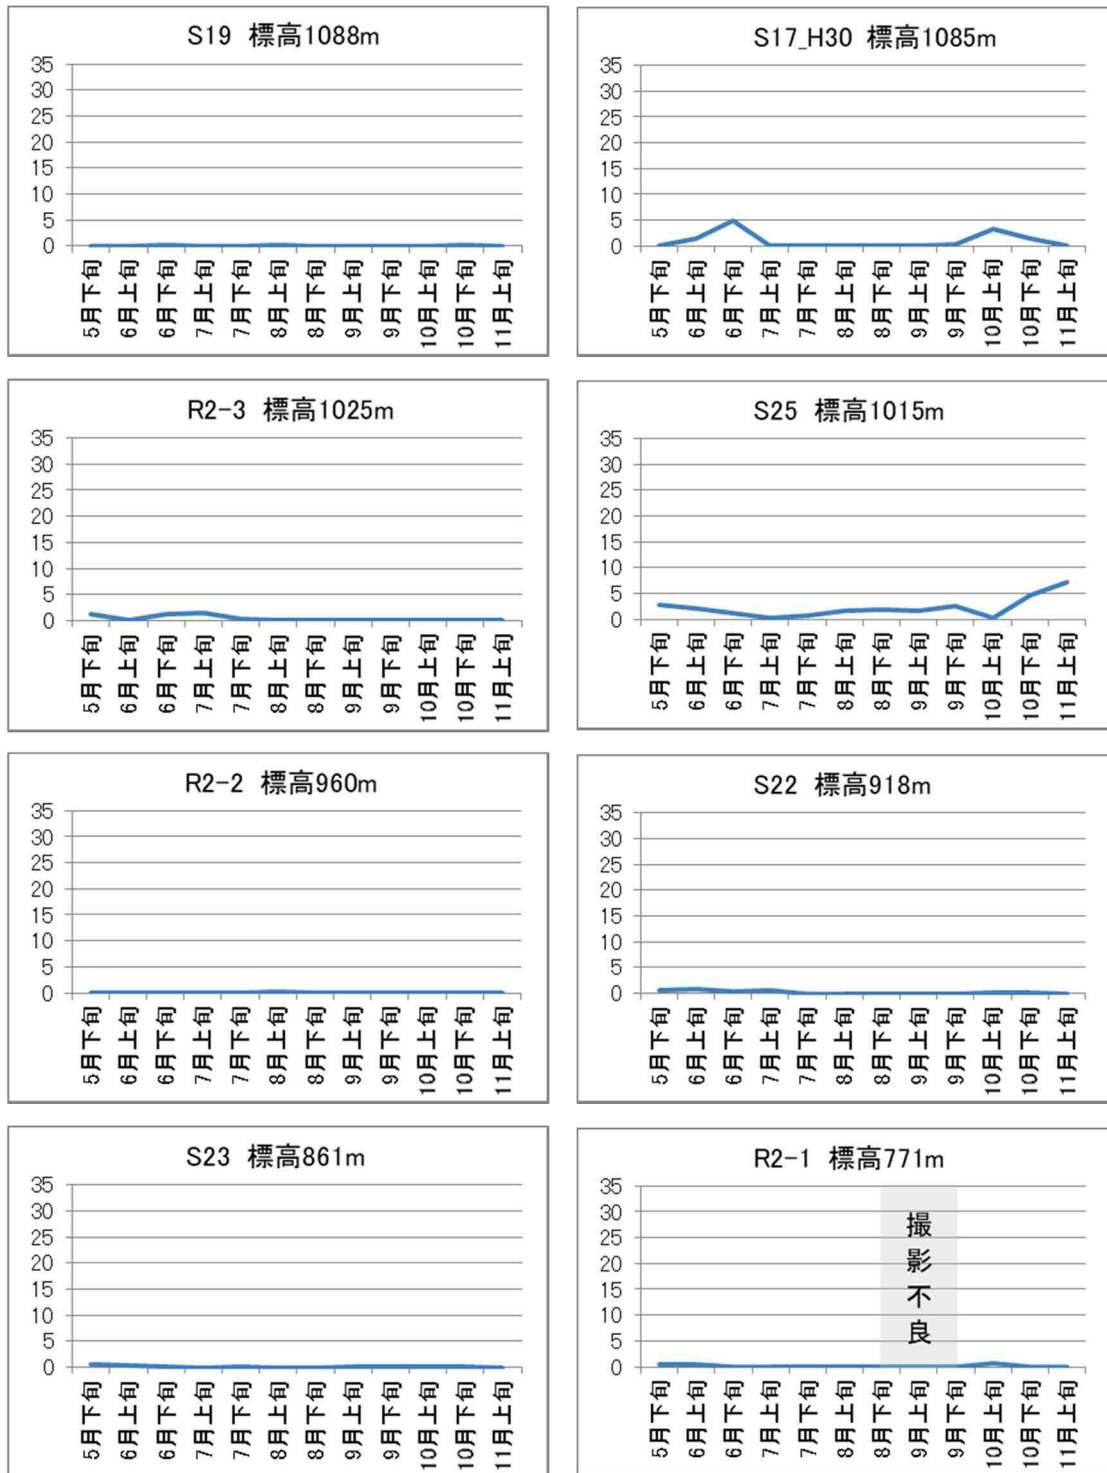 S19 標高1088m
35
30
25
20
15
10
5
0
5月下旬
6月上旬
6月下旬
7月上旬
7月下旬
8月上旬
8月下旬
9月上旬
9月下旬
10月上旬
10月下旬
11月上旬
S17_H30 標高1085m
35
30
25
20
15
10
5
0
5月下旬
6月上旬
6月下旬
7月上旬
7月下旬
8月上旬
8月下旬
9月上旬
9月下旬
10月上旬
10月下旬
11月上旬
R2-3 標高1025m
35
30
25
20
15
10
5
0
5月下旬
6月上旬
6月下旬
7月上旬
7月下旬
8月上旬
8月下旬
9月上旬
9月下旬
10月上旬
10月下旬
11月上旬
S25 標高1015m
35
30
25
20
15
10
5
0
5月下旬
6月上旬
6月下旬
7月上旬
7月下旬
8月上旬
8月下旬
9月上旬
9月下旬
10月上旬
10月下旬
11月上旬
R2-2 標高960m
35
30
25
20
15
10
5
0
5月下旬
6月上旬
6月下旬
7月上旬
7月下旬
8月上旬
8月下旬
9月上旬
9月下旬
10月上旬
10月下旬
11月上旬
S22 標高918m
35
30
25
20
15
10
5
0
5月下旬
6月上旬
6月下旬
7月上旬
7月下旬
8月上旬
8月下旬
9月上旬
9月下旬
10月上旬
10月下旬
11月上旬
S23 標高861m
35
30
25
20
15
10
5
0
5月下旬
6月上旬
6月下旬
7月上旬
7月下旬
8月上旬
8月下旬
9月上旬
9月下旬
10月上旬
10月下旬
11月上旬
R2-1 標高771m
35
30
25
20
15
10
5
0
撮影不良
5月下旬
6月上旬
6月下旬
7月上旬
7月下旬
8月上旬
8月下旬
9月上旬
9月下旬
10月上旬
10月下旬
11月上旬